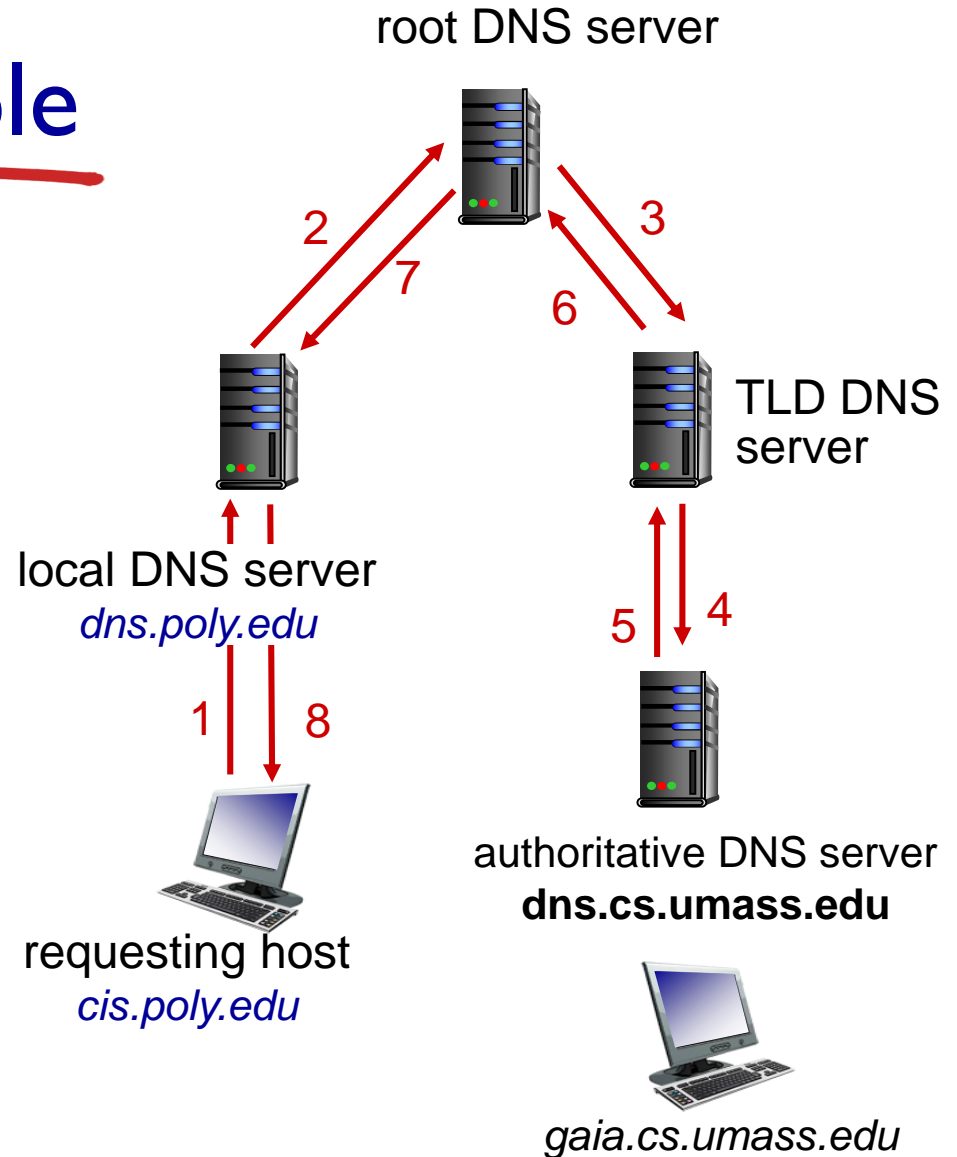 root DNS server
ole
2
3
7
6
TLD DNS
server
local DNS server
dns.poly.edu
5
4
1
8
authoritative DNS server
dns.cs.umass.edu
requesting host
cis.poly.edu
gaia.cs.umass.edu